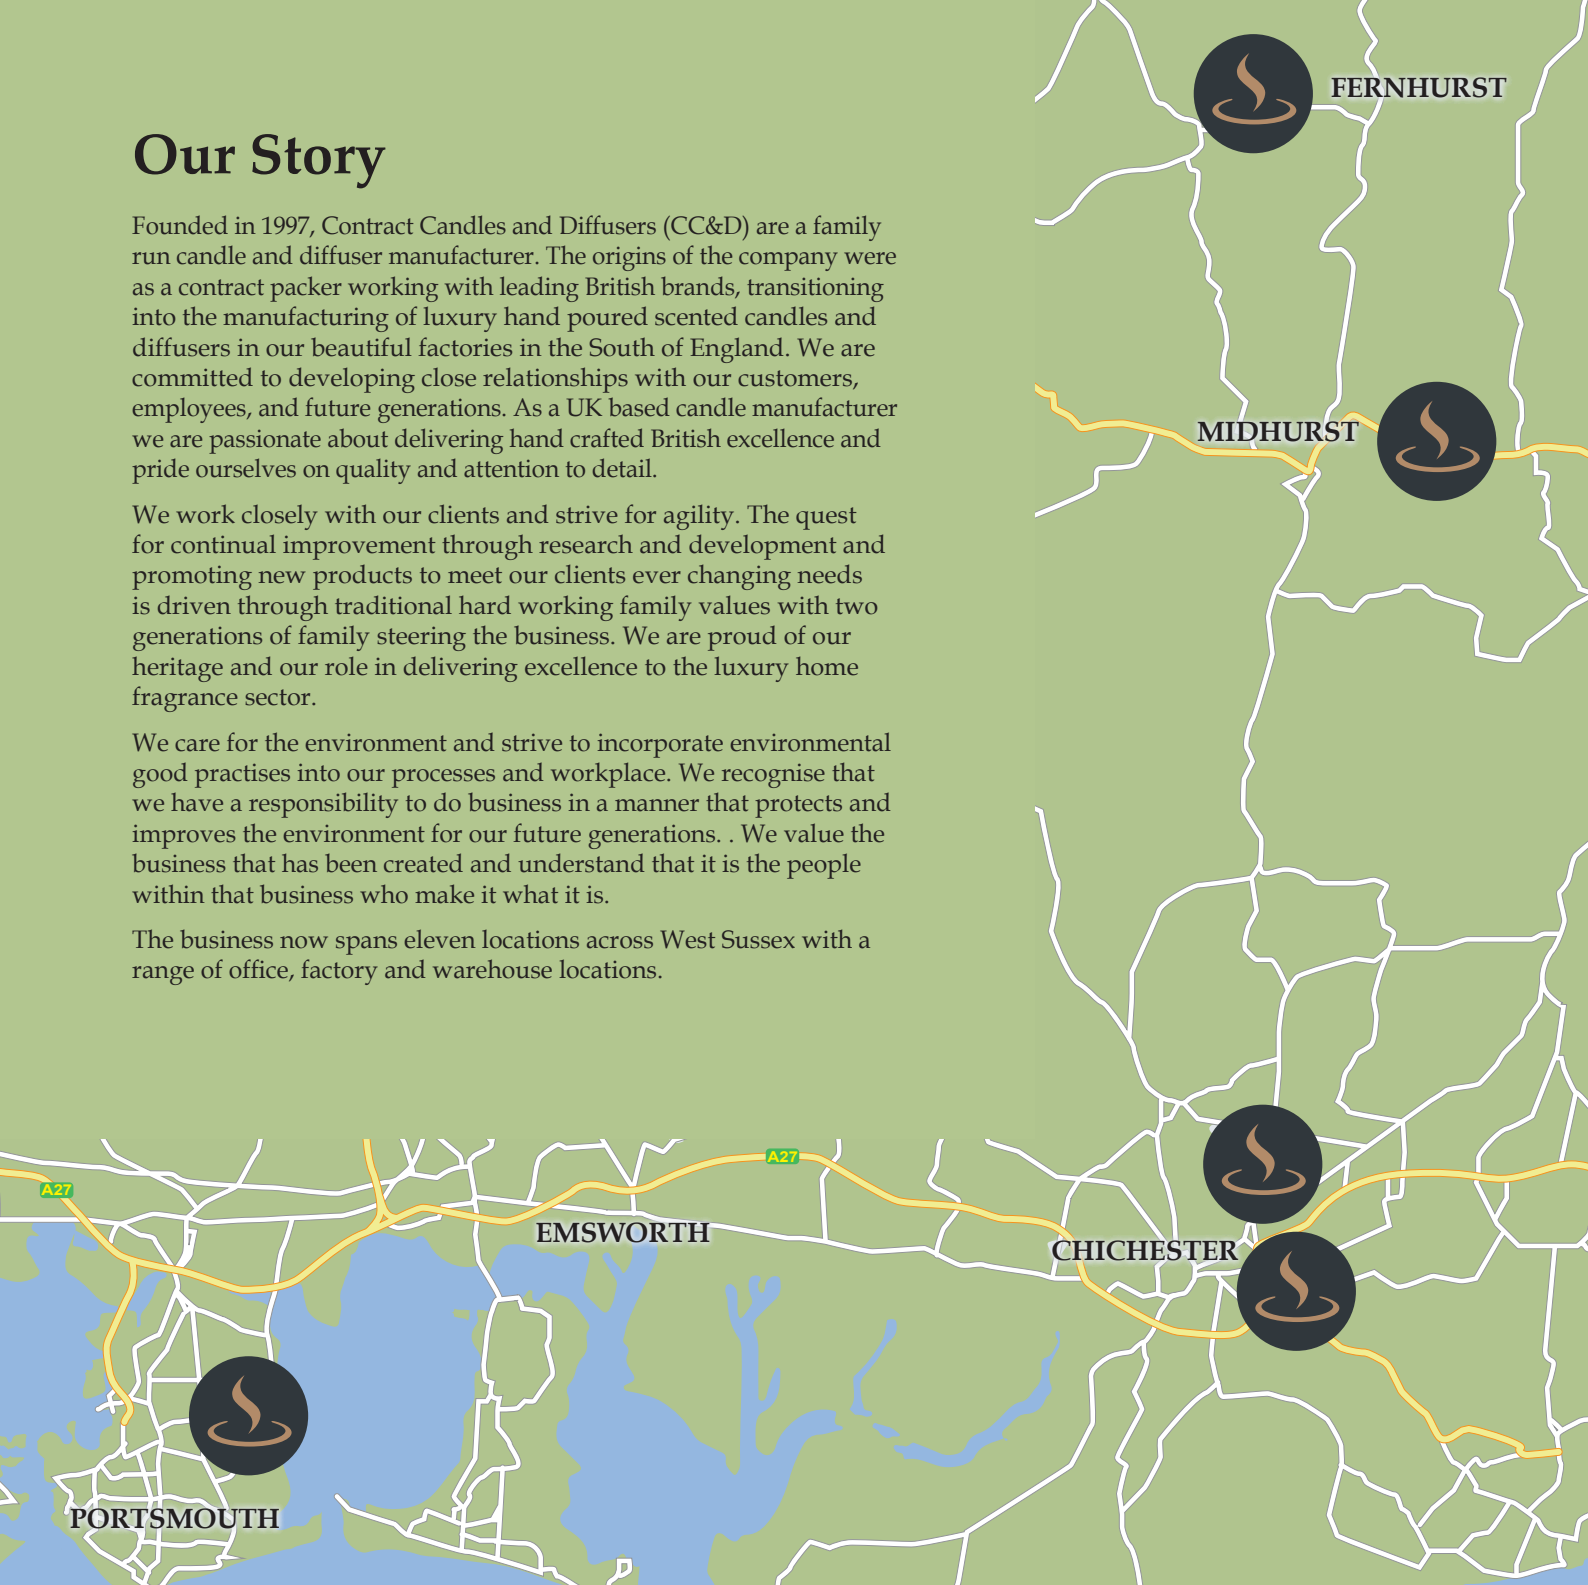 FERNHURST
Our Story
Founded in 1997, Contract Candles and Diffusers (CC&D) are a family
run candle and diffuser manufacturer. The origins of the company were
as a contract packer working with leading British brands, transitioning
into the manufacturing of luxury hand poured scented candles and
diffusers in our beautiful factories in the South of England. We are
committed to developing close relationships with our customers,
employees, and future generations. As a UK based candle manufacturer
we are passionate about delivering hand crafted British excellence and
pride ourselves on quality and attention to detail.
We work closely with our clients and strive for agility. The quest
for continual improvement through research and development and
promoting new products to meet our clients ever changing needs
is driven through traditional hard working family values with two
generations of family steering the business. We are proud of our
heritage and our role in delivering excellence to the luxury home
fragrance sector.
We care for the environment and strive to incorporate environmental
good practises into our processes and workplace. We recognise that
we have a responsibility to do business in a manner that protects and
improves the environment for our future generations. . We value the
business that has been created and understand that it is the people
within that business who make it what it is.
The business now spans eleven locations across West Sussex with a
range of office, factory and warehouse locations.
MIDHURST
A27
A27
EMSWORTH
CHICHESTER
PORTSMOUTH